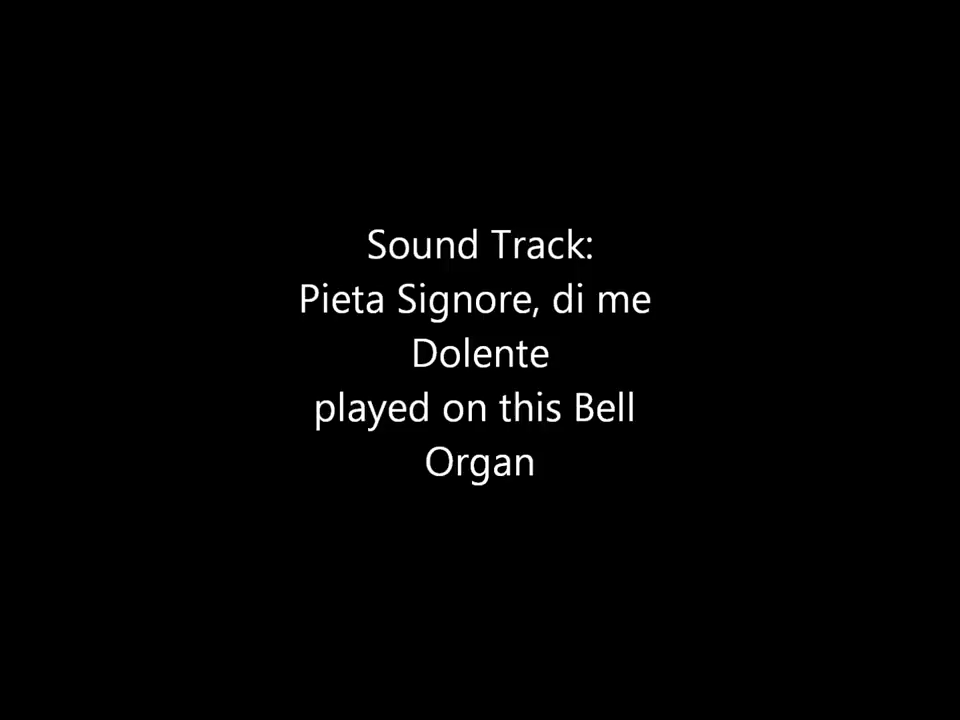 Sound Track:
Pieta Signore, di me
Dolente
played on this Bell
Organ